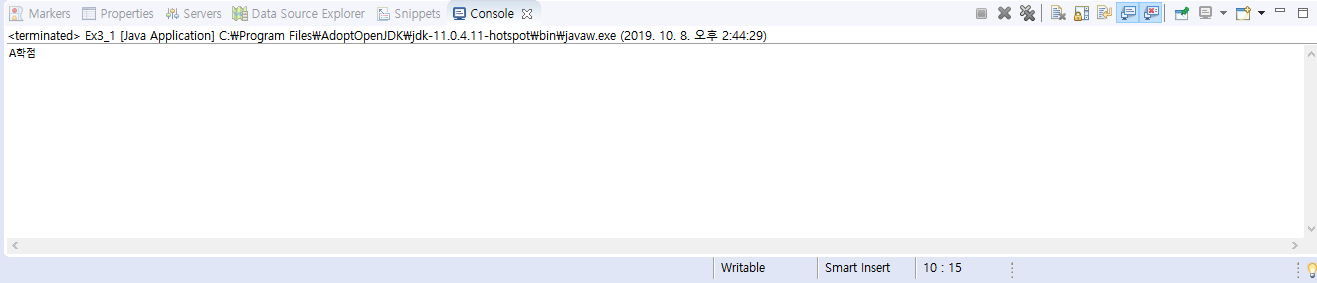 Markers Properties Servers Data Source Explorer Snippets Console
<terminated> Ex3_1 [Java Application] C:₩Program Files₩AdoptOpenJDK₩jdk-11.0.4.11-hotspot₩bin₩javaw.exe (2019. 10. 8. 오후 2:44:29)
A학점
Writable Smart Insert 10 : 15